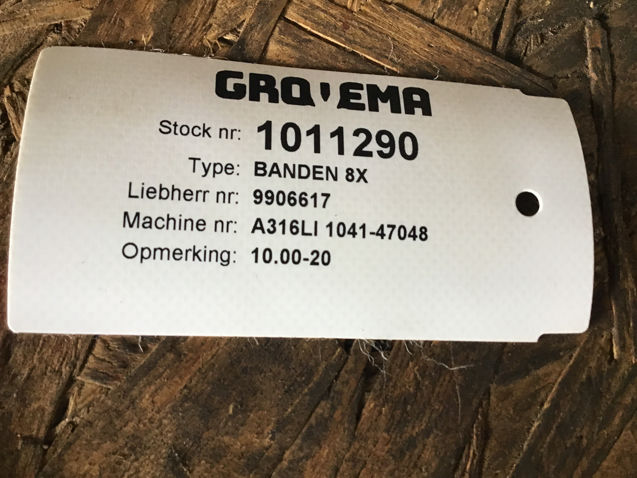 GRO'EMA
Stock nr: 1011290
Type: BANDEN 8X
Liebherr nr: 9906617
Machine nr: A316LI 1041-47048
Opmerking: 10.00-20